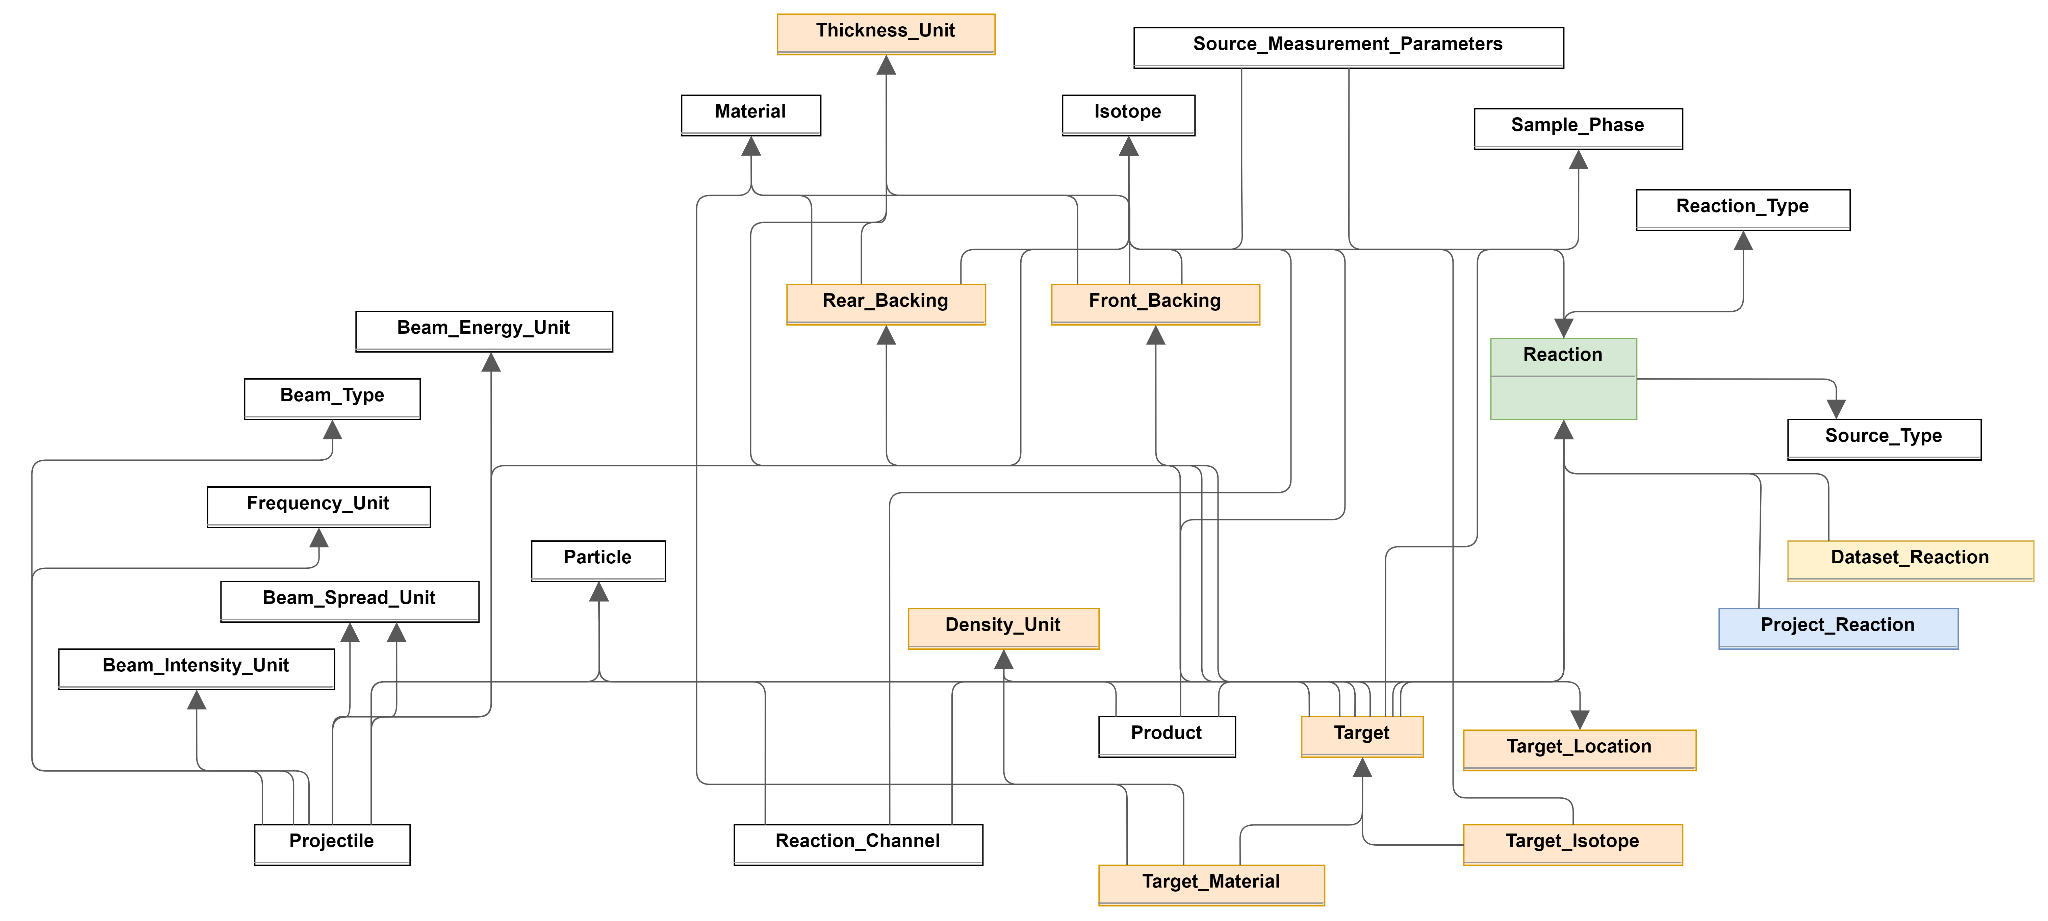 Thickness_Unit
Source_Measurement_Parameters
Material
Isotope
Sample_Phase
Reaction_Type
Rear_Backing
Front_Backing
Beam_Energy_Unit
Reaction
Beam_Type
Source_Type
Frequency_Unit
Particle
Dataset_Reaction
Beam_Spread_Unit
Density_Unit
Project_Reaction
Beam_Intensity_Unit
Product
Target
Target_Location
Projectile
Reaction_Channel
Target_Isotope
Target_Material